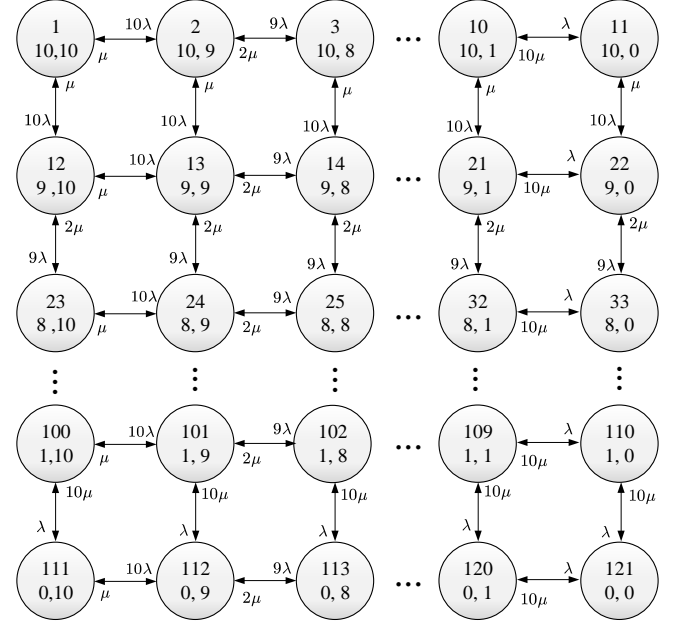 1 10λ 2 9λ 3 ... 10 λ 11
10,10 μ 10, 9 2μ 10, 8 10, 1 10μ 10, 0
μ μ μ μ μ
10λ 10λ 10λ 10λ 10λ
12 10λ 13 9λ 14 ... 21 λ 22
9 ,10 μ 9, 9 2μ 9, 8 9, 1 10μ 9, 0
2μ 2μ 2μ 2μ 2μ
9λ 9λ 9λ 9λ 9λ
23 10λ 24 9λ 25 ... 32 λ 33
8 ,10 μ 8, 9 2μ 8, 8 8, 1 10μ 8, 0
100 10λ 101 9λ 102 ... 109 λ 110
1,10 μ 1, 9 2μ 1, 8 1, 1 10μ 1, 0
10μ 10μ 10μ 10μ 10μ
λ λ λ λ λ
111 10λ 112 9λ 113 ... 120 λ 121
0,10 μ 0, 9 2μ 0, 8 0, 1 10μ 0, 0